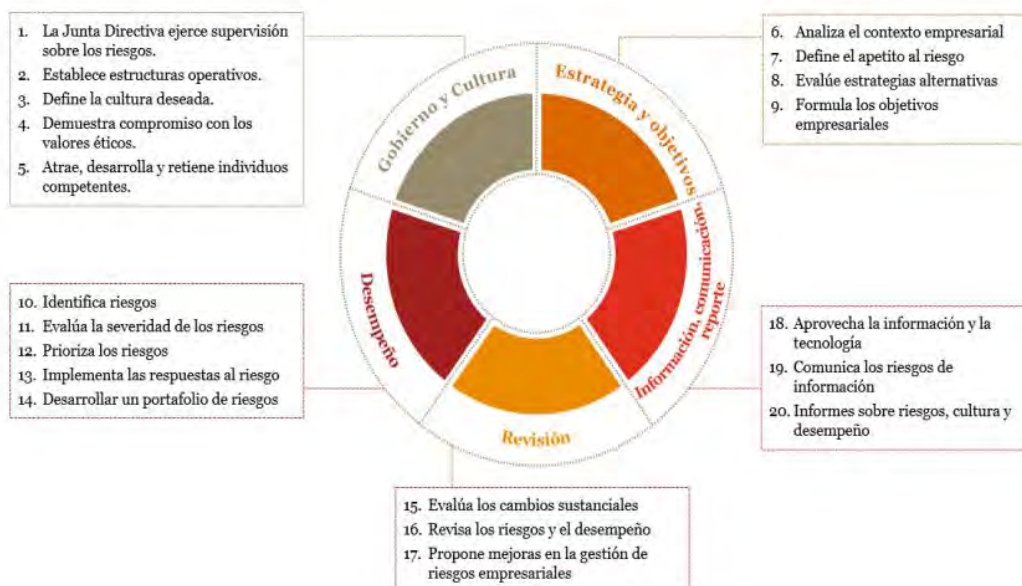 1. La Junta Directiva ejerce supervisión
sobre los riesgos.
2. Establece estructuras operativos.
3. Define la cultura deseada.
4. Demuestra compromiso con los
valores éticos.
5. Atrae, desarrolla y retiene individuos
competentes.
Gobierno y Cultura
Estrategia y objetivos
6. Analiza el contexto empresarial
7. Define el apetito al riesgo
8. Evalúe estrategias alternativas
9. Formula los objetivos
empresariales
10. Identifica riesgos
11. Evalúa la severidad de los riesgos
12. Prioriza los riesgos
13. Implementa las respuestas al riesgo
14. Desarrollar un portafolio de riesgos
Desempeño
Información, comunicación,
reporte
18. Aprovecha la información y la
tecnología
19. Comunica los riesgos de
información
20. Informes sobre riesgos, cultura y
desempeño
Revisión
15. Evalúa los cambios sustanciales
16. Revisa los riesgos y el desempeño
17. Propone mejoras en la gestión de
riesgos empresariales